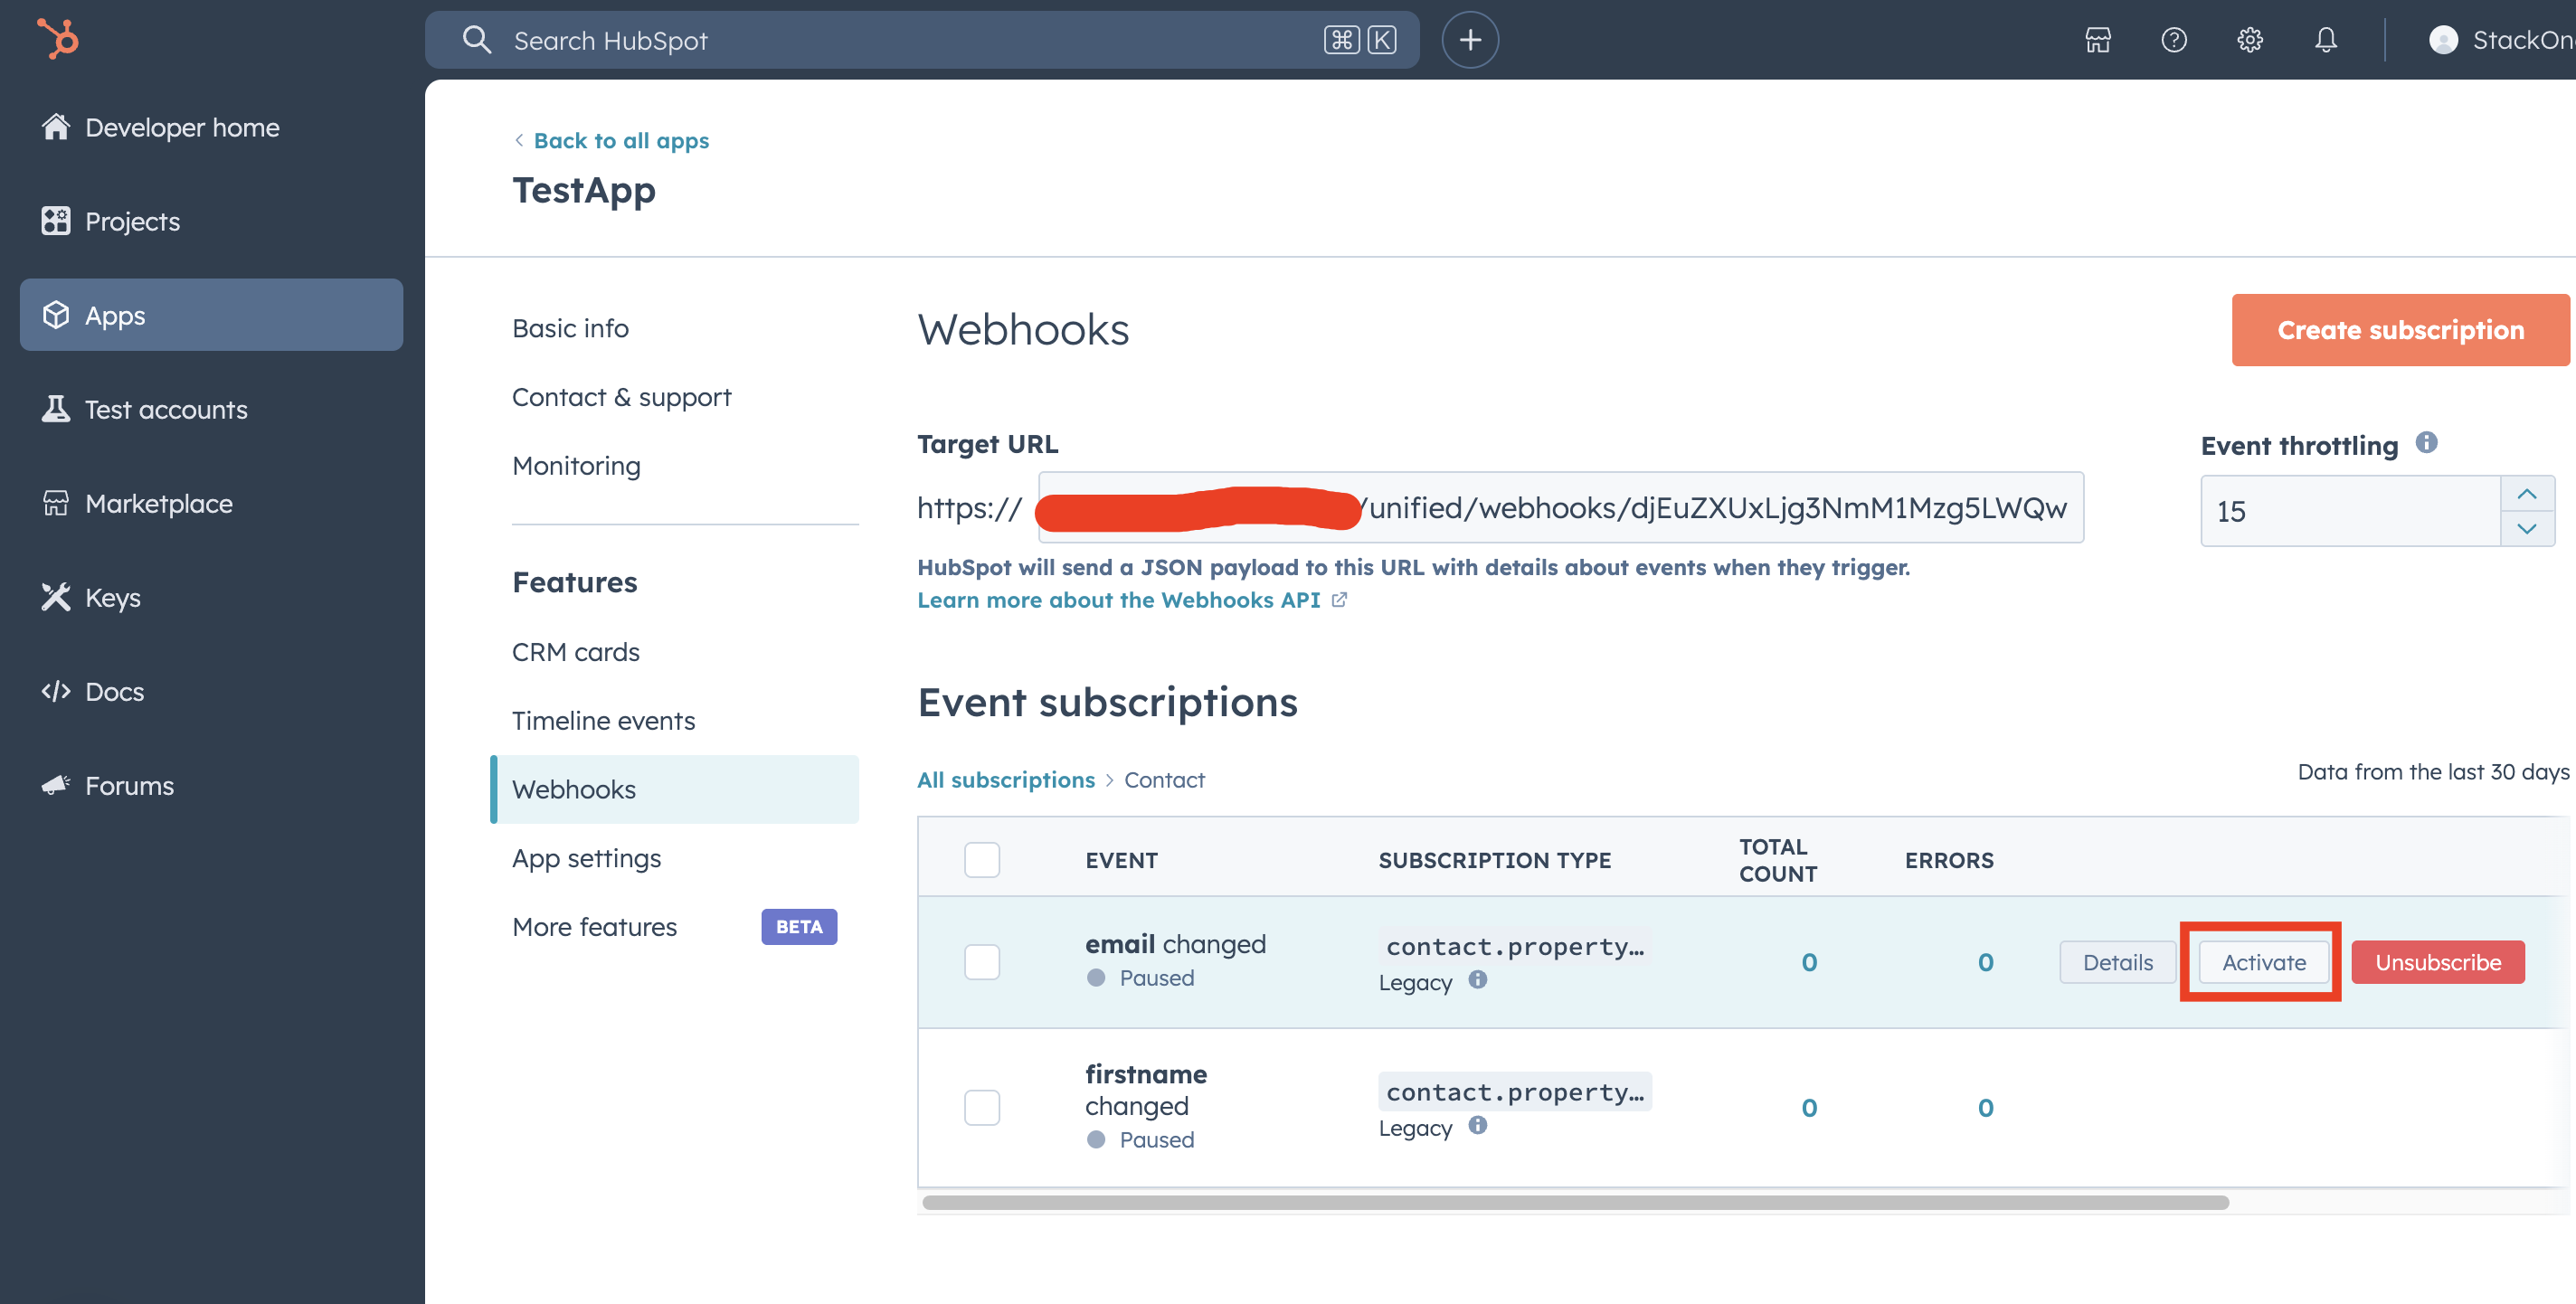 Search HubSpot
⌘ K
StackOn
Developer home
Projects
Apps
Test accounts
Marketplace
Keys
Docs
Forums
Back to all apps
TestApp
Basic info
Contact & support
Monitoring
Features
CRM cards
Timeline events
Webhooks
App settings
More features BETA
Webhooks
Create subscription
Target URL
https:// /unified/webhooks/djEuZXUxLjg3NmM1Mzg5LWQw
HubSpot will send a JSON payload to this URL with details about events when they trigger.
Learn more about the Webhooks API
Event throttling
15
Event subscriptions
All subscriptions > Contact
Data from the last 30 days
EVENT SUBSCRIPTION TYPE TOTAL COUNT ERRORS
email changed
Paused
contact.property…
Legacy
0 0 Details Activate Unsubscribe
firstname
changed
Paused
contact.property…
Legacy
0 0